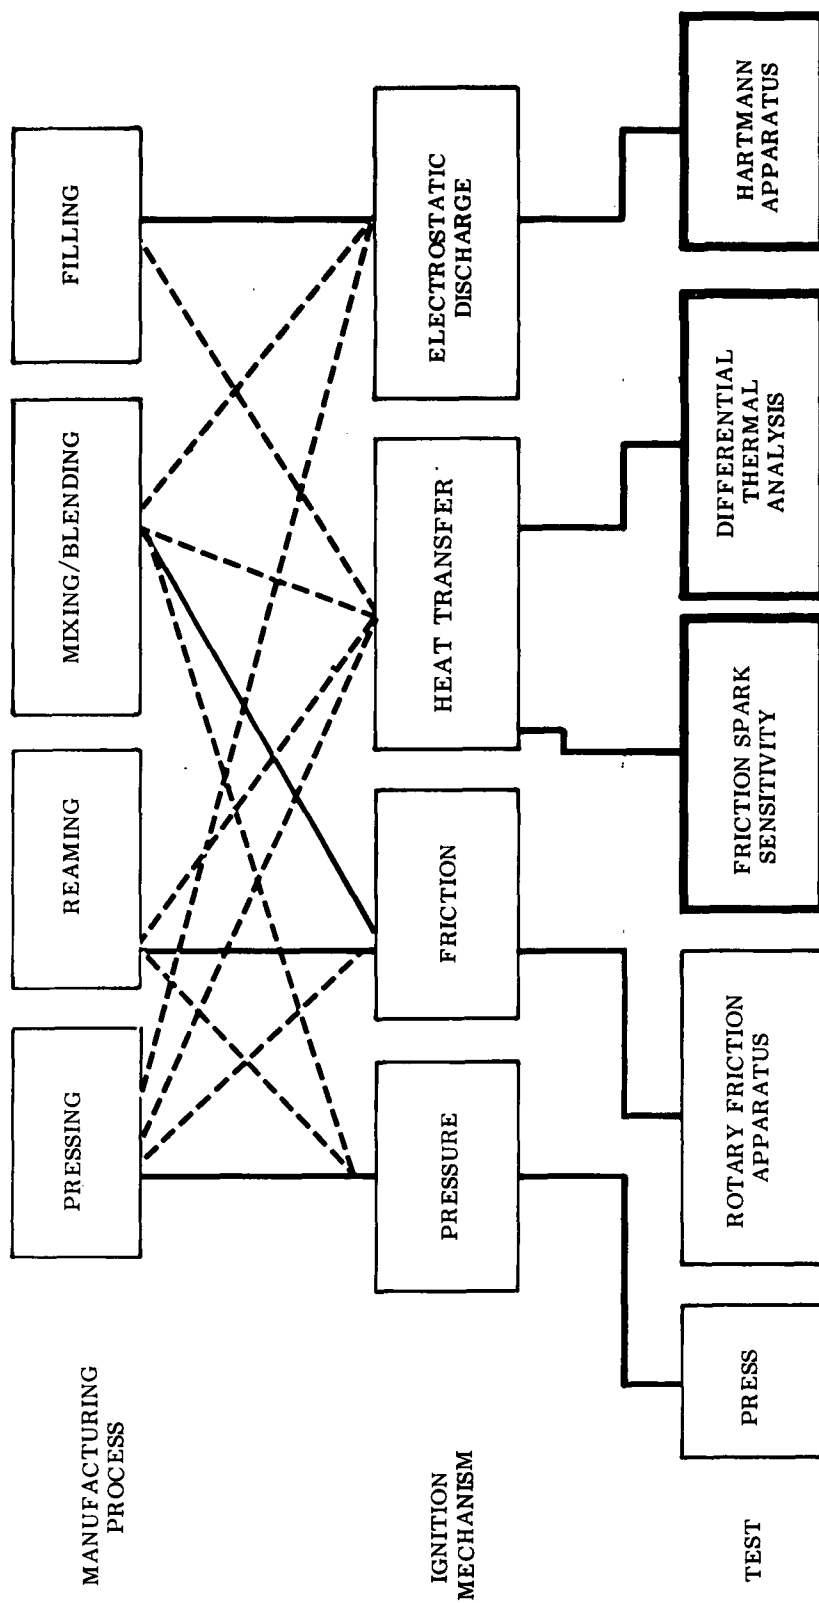 MANUFACTURING
PROCESS
PRESSING
REAMING
MIXING/BLENDING
FILLING
IGNITION
MECHANISM
PRESSURE
FRICTION
HEAT TRANSFER
ELECTROSTATIC
DISCHARGE
TEST
PRESS
ROTARY FRICTION
APPARATUS
FRICTION SPARK
SENSITIVITY
DIFFERENTIAL
THERMAL
ANALYSIS
HARTMANN
APPARATUS